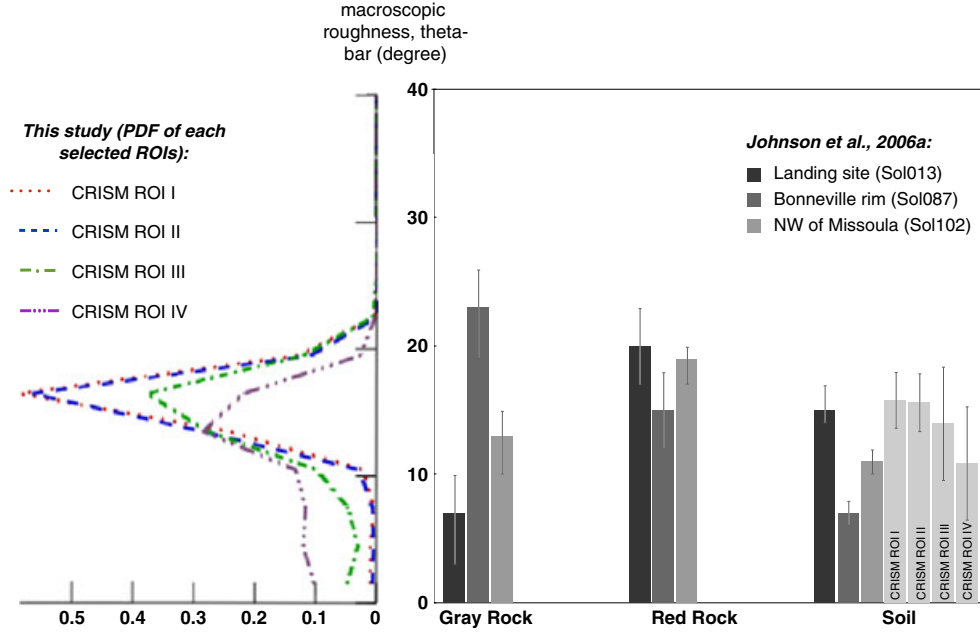 macroscopic
roughness, theta-
bar (degree)
This study (PDF of each
selected ROIs):
CRISM ROI I
CRISM ROI II
CRISM ROI III
CRISM ROI IV
0.5 0.4 0.3 0.2 0.1 0
40
30
20
10
0
Johnson et al., 2006a:
Landing site (Sol013)
Bonneville rim (Sol087)
NW of Missoula (Sol102)
CRISM ROI I
CRISM ROI II
CRISM ROI III
CRISM ROI IV
Gray Rock Red Rock Soil